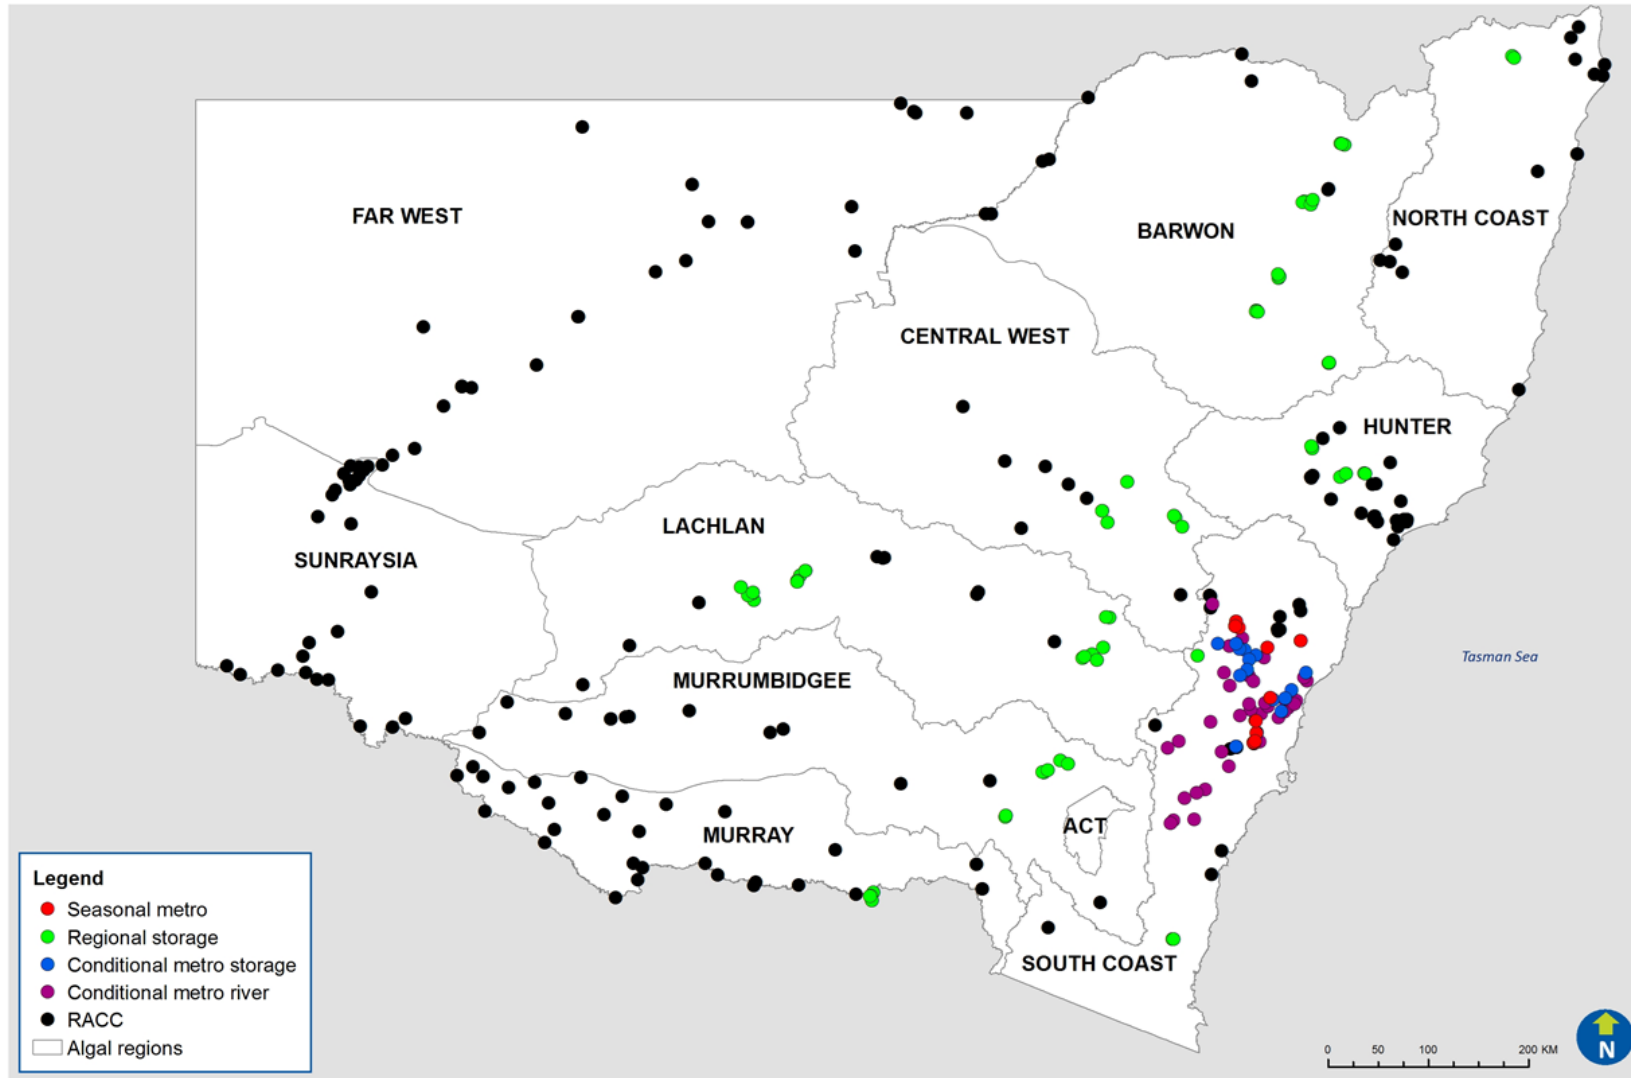 FAR WEST
BARWON
NORTH COAST
CENTRAL WEST
HUNTER
LACHLAN
SUNRAYSIA
Tasman Sea
MURRUMBIDGEE
MURRAY
ACT
SOUTH COAST
Legend
Seasonal metro
Regional storage
Conditional metro storage
Conditional metro river
RACC
Algal regions
0 50 100 200 KM
N